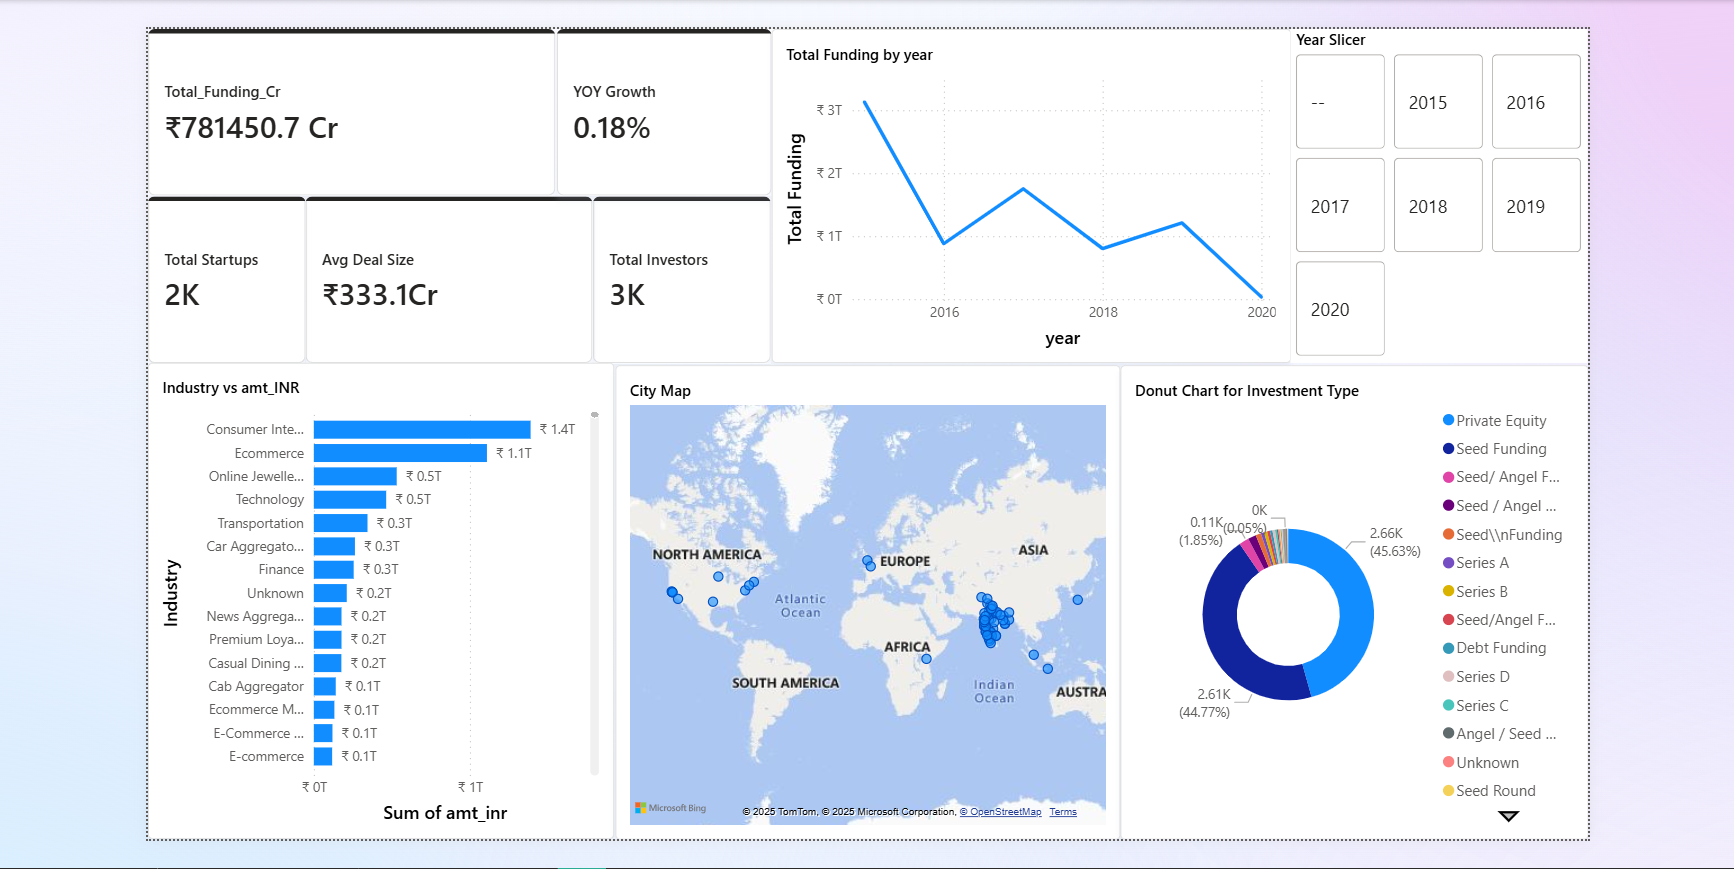 Total_Funding_Cr
₹781450.7 Cr
YOY Growth
0.18%
Total Startups
2K
Avg Deal Size
₹333.1Cr
Total Investors
3K
Total Funding by year
Total Funding
₹ 3T
₹ 2T
₹ 1T
₹ 0T
2016
2018
2020
year
Year Slicer
--
2015
2016
2017
2018
2019
2020
Industry vs amt_INR
Industry
Consumer Inte... ₹ 1.4T
Ecommerce ₹ 1.1T
Online Jewelle... ₹ 0.5T
Technology ₹ 0.5T
Transportation ₹ 0.3T
Car Aggregato... ₹ 0.3T
Finance ₹ 0.3T
Unknown ₹ 0.2T
News Aggrega... ₹ 0.2T
Premium Loya... ₹ 0.2T
Casual Dining ... ₹ 0.2T
Cab Aggregator ₹ 0.1T
Ecommerce M... ₹ 0.1T
E-Commerce ... ₹ 0.1T
E-commerce ₹ 0.1T
₹ 0T
₹ 1T
Sum of amt_inr
City Map
NORTH AMERICA
EUROPE
ASIA
Atlantic
Ocean
AFRICA
SOUTH AMERICA
Indian
Ocean
AUSTRA
Microsoft Bing
© 2025 TomTom, © 2025 Microsoft Corporation, © OpenStreetMap Terms
Donut Chart for Investment Type
0K
0.11K
(0.05%)
(1.85%)
2.66K
(45.63%)
2.61K
(44.77%)
Private Equity
Seed Funding
Seed/ Angel F...
Seed / Angel ...
Seed\\nFunding
Series A
Series B
Seed/Angel F...
Debt Funding
Series D
Series C
Angel / Seed ...
Unknown
Seed Round